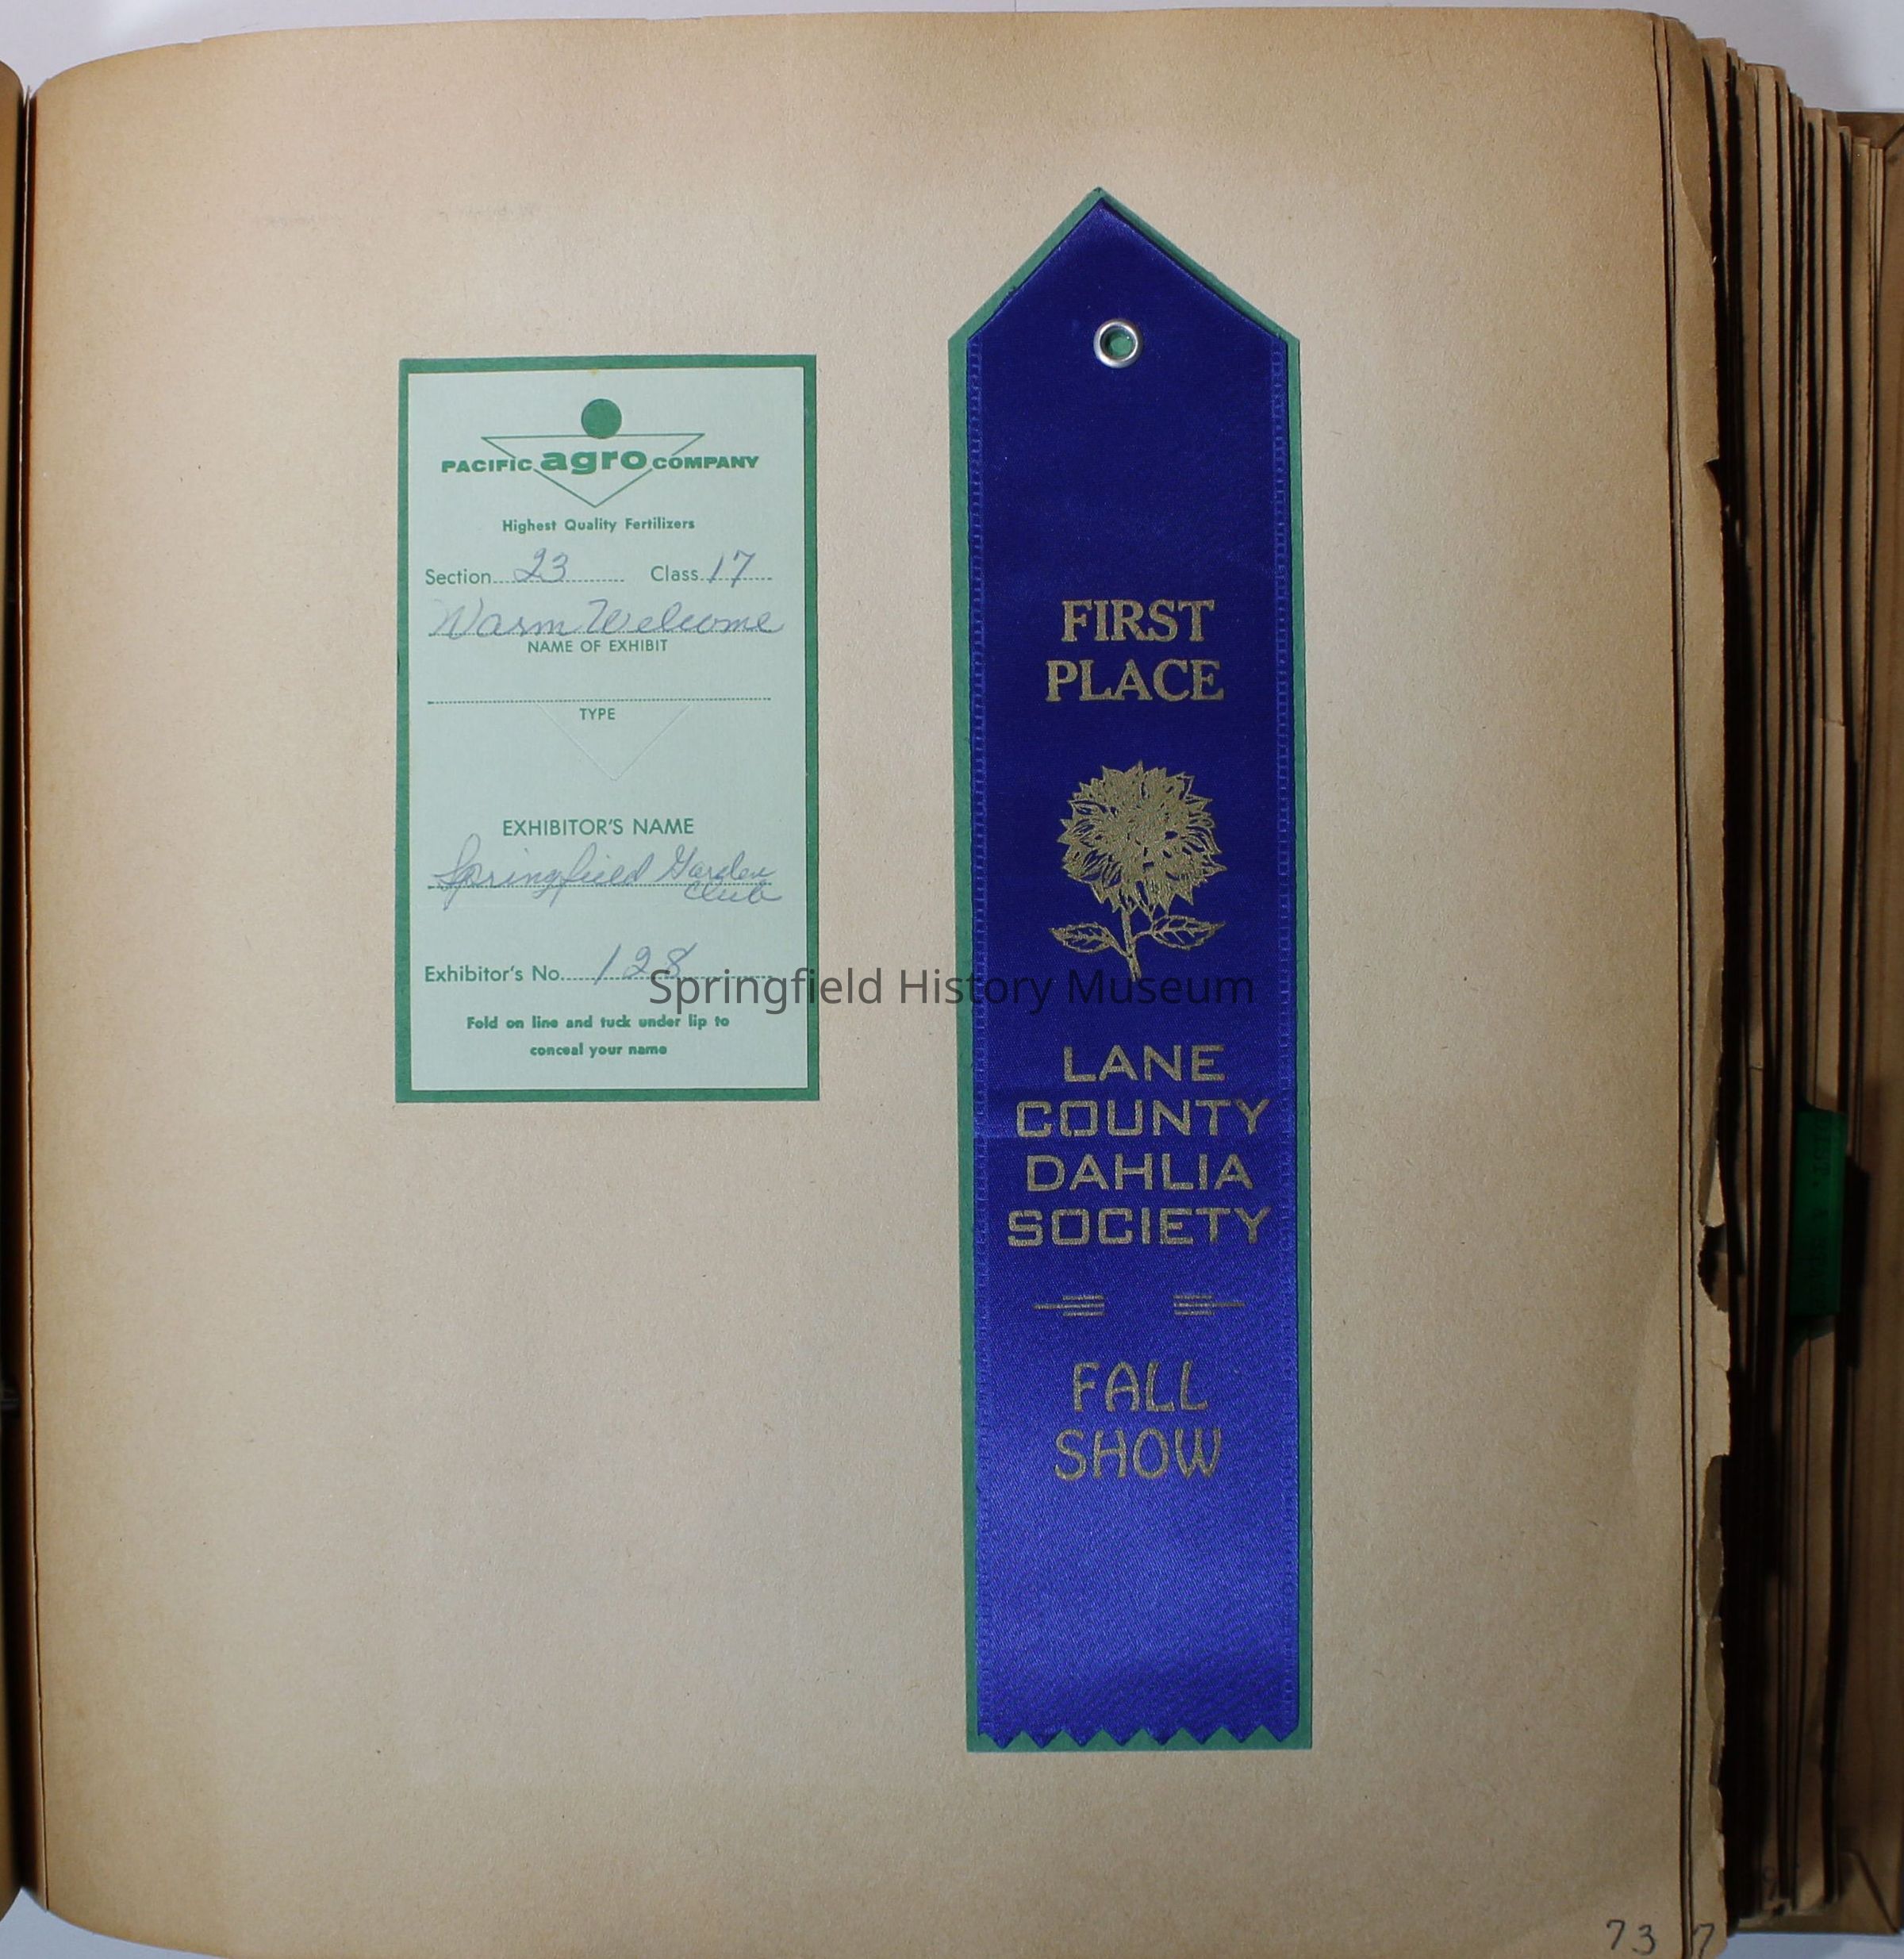 PACIFIC agro COMPANY
Highest Quality Fertilizers
Section 23 Class 17
Warm Welcome
NAME OF EXHIBIT
TYPE
EXHIBITOR'S NAME
Springfield Garden
Club
Exhibitor's No. 128
Fold on line and tuck under lip to
conceal your name
FIRST
PLACE
LANE
COUNTY
DAHLIA
SOCIETY
FALL
SHOW
Springfield History Museum
73
7